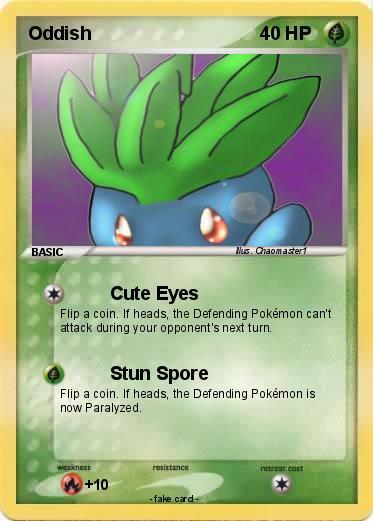 Oddish 40 HP
BASIC Illus. Chaomaster1
Cute Eyes
Flip a coin. If heads, the Defending Pokémon can't
attack during your opponent's next turn.
Stun Spore
Flip a coin. If heads, the Defending Pokémon is
now Paralyzed.
weakness resistance retreat cost
+10
- fake card -